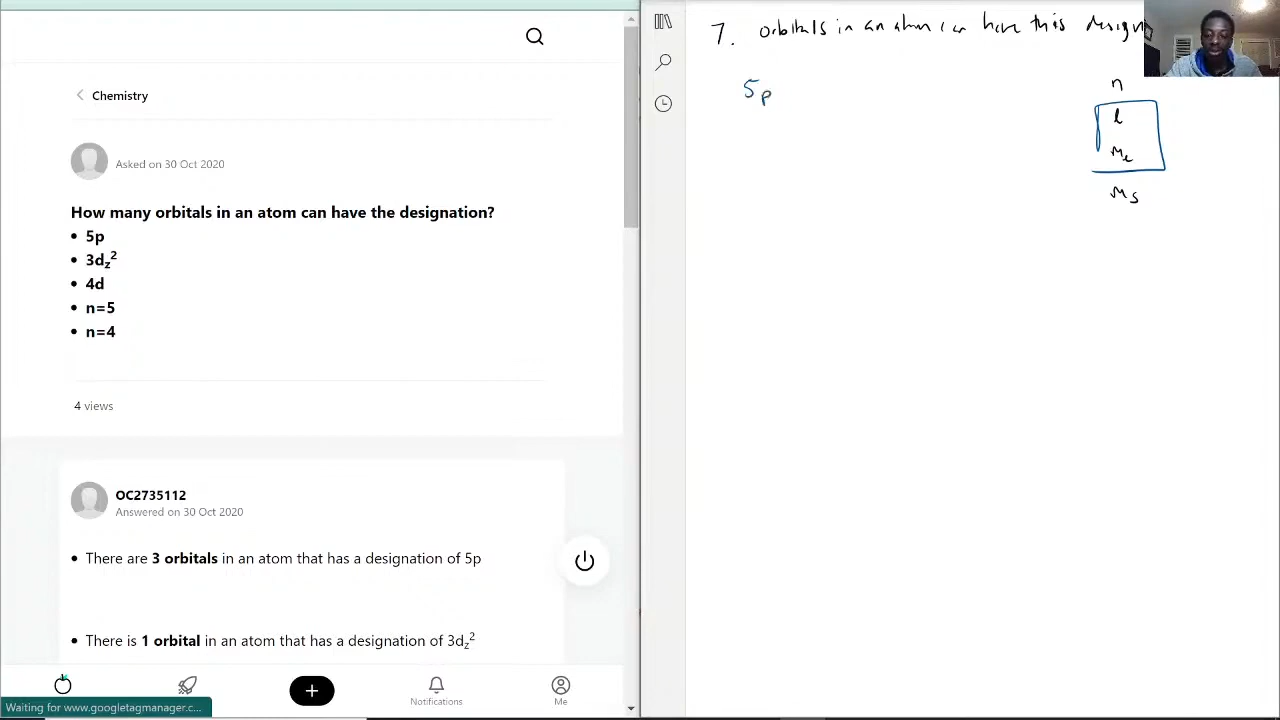 Chemistry
Asked on 30 Oct 2020
How many orbitals in an atom can have the designation?
• 5p
• 3dz²
• 4d
• n=5
• n=4
4 views
OC2735112
Answered on 30 Oct 2020
• There are 3 orbitals in an atom that has a designation of 5p
• There is 1 orbital in an atom that has a designation of 3dz²
Notifications
Me
Waiting for www.googletagmanager.c...
7. orbitals in an atom can have this design
5p
n
l
ml
ms